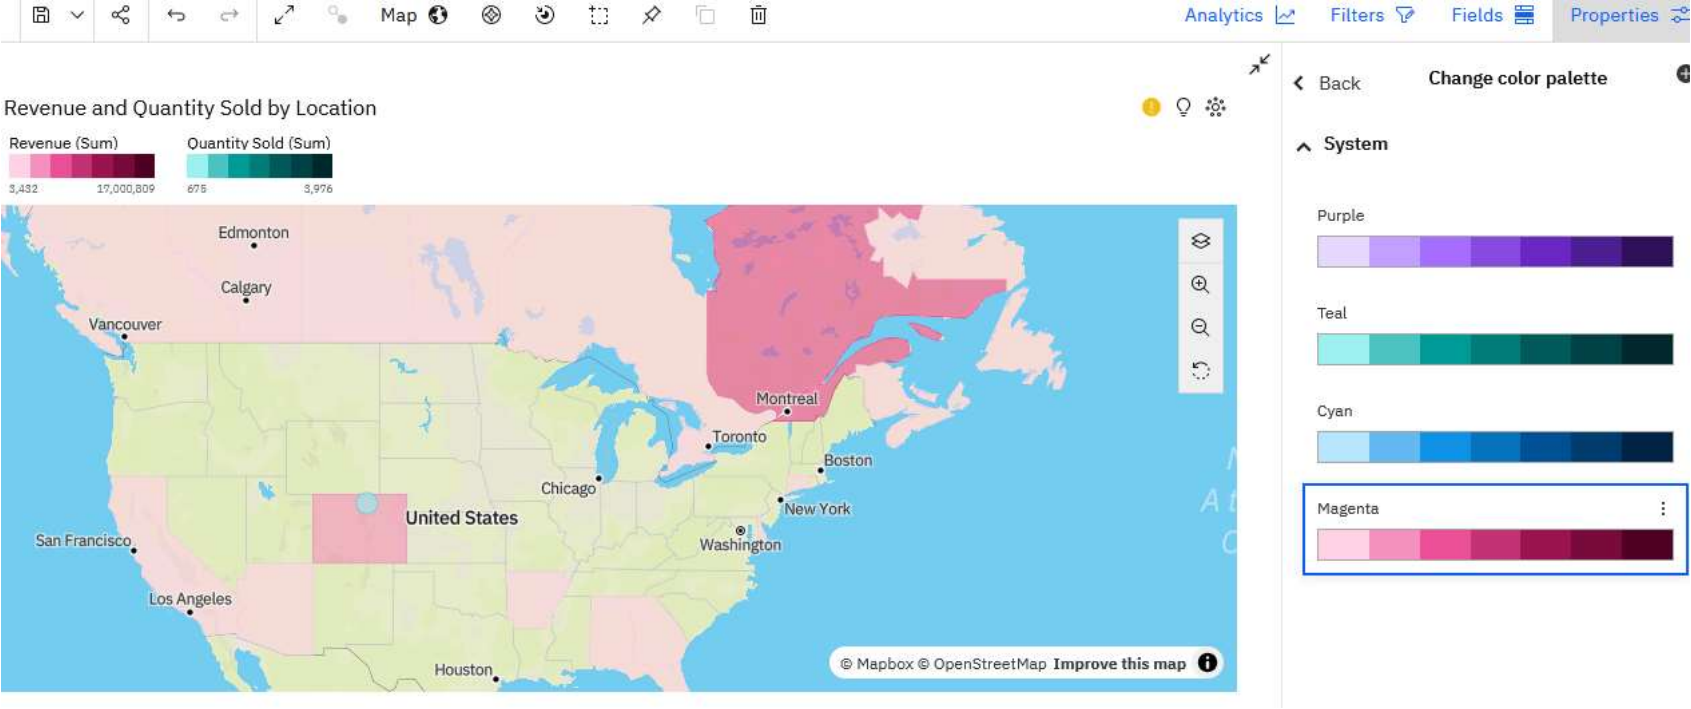 Map
Analytics
Filters
Fields
Properties
Back
Change color palette
Revenue and Quantity Sold by Location
Revenue (Sum)
3,432
17,000,809
Quantity Sold (Sum)
675
3,976
System
Purple
Teal
Cyan
Magenta
Edmonton
Calgary
Vancouver
Montreal
Toronto
Boston
Chicago
New York
United States
Washington
San Francisco
Los Angeles
Houston
© Mapbox © OpenStreetMap Improve this map